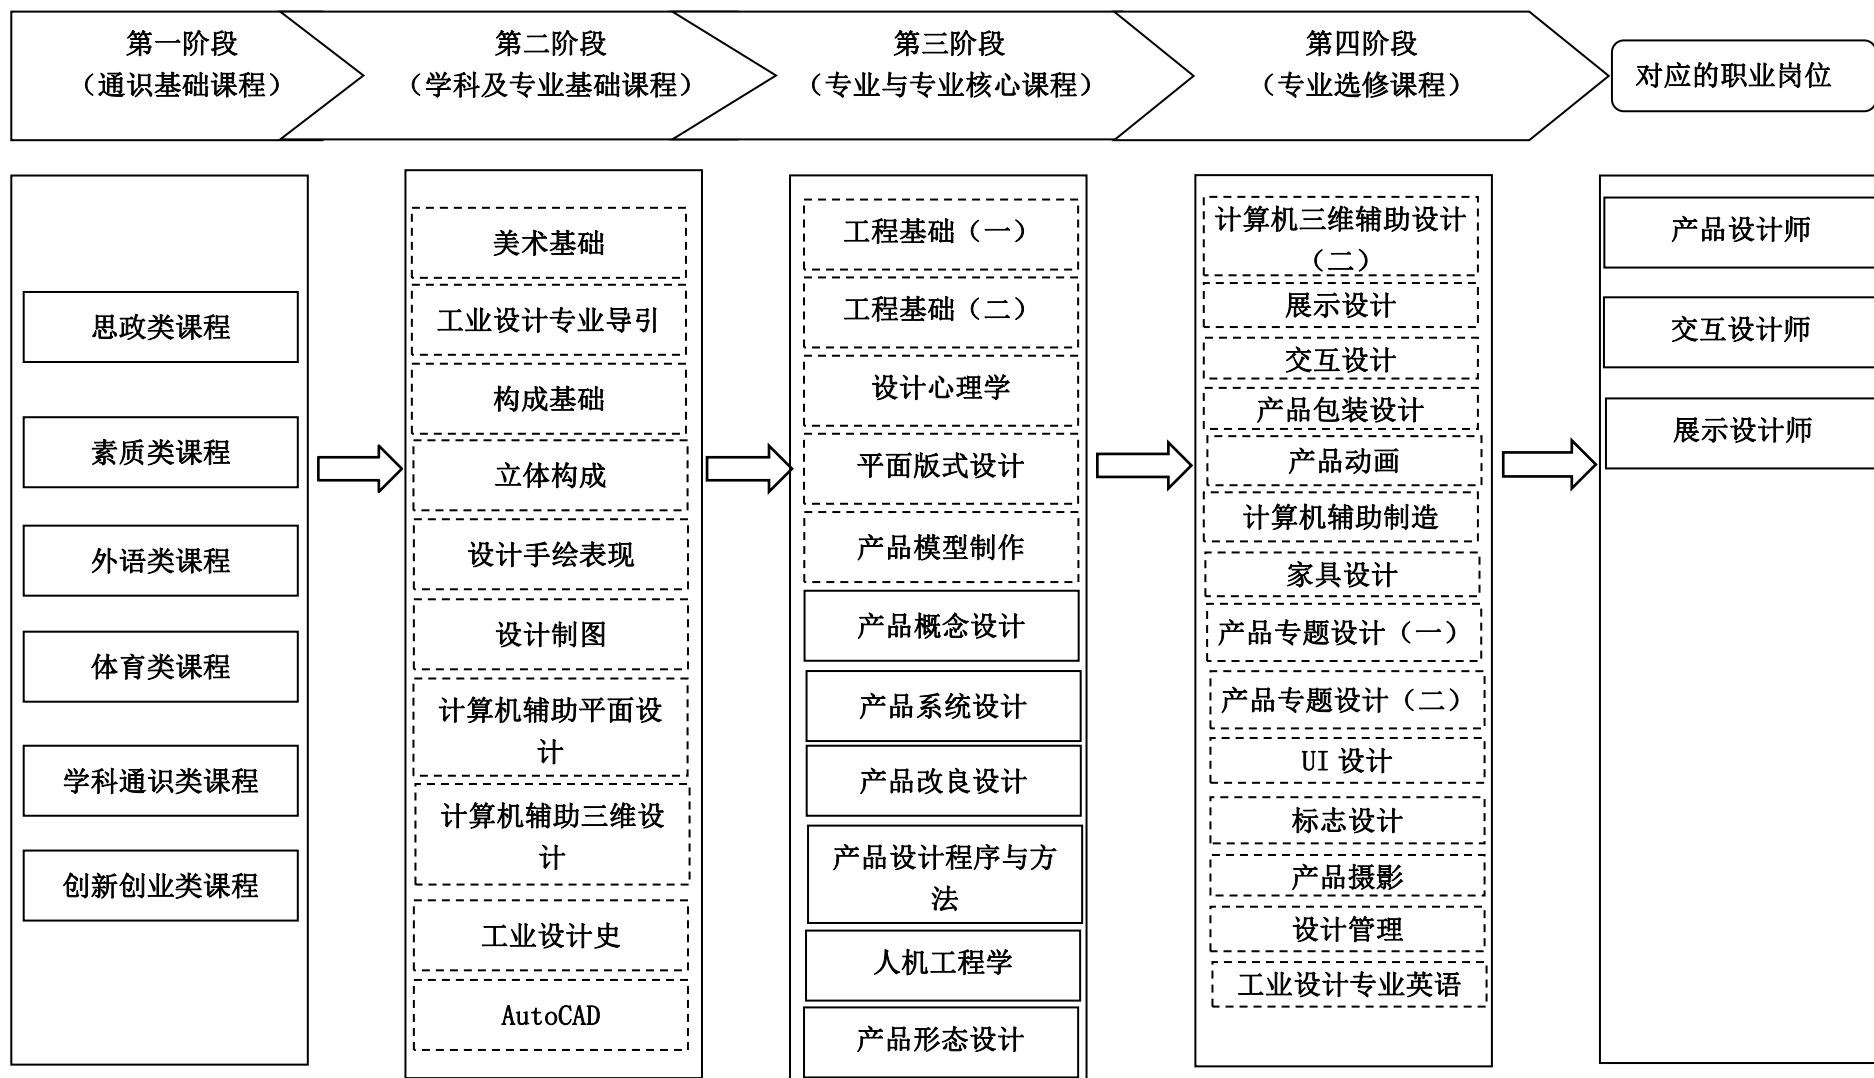 第一阶段
（通识基础课程）
第二阶段
（学科及专业基础课程）
第三阶段
（专业与专业核心课程）
第四阶段
（专业选修课程）
对应的职业岗位
思政类课程
素质类课程
外语类课程
体育类课程
学科通识类课程
创新创业类课程
美术基础
工业设计专业导引
构成基础
立体构成
设计手绘表现
设计制图
计算机辅助平面设
计
计算机辅助三维设
计
工业设计史
AutoCAD
工程基础（一）
工程基础（二）
设计心理学
平面版式设计
产品模型制作
产品概念设计
产品系统设计
产品改良设计
产品设计程序与方
法
人机工程学
产品形态设计
计算机三维辅助设计
（二）
展示设计
交互设计
产品包装设计
产品动画
计算机辅助制造
家具设计
产品专题设计（一）
产品专题设计（二）
UI 设计
标志设计
产品摄影
设计管理
工业设计专业英语
产品设计师
交互设计师
展示设计师